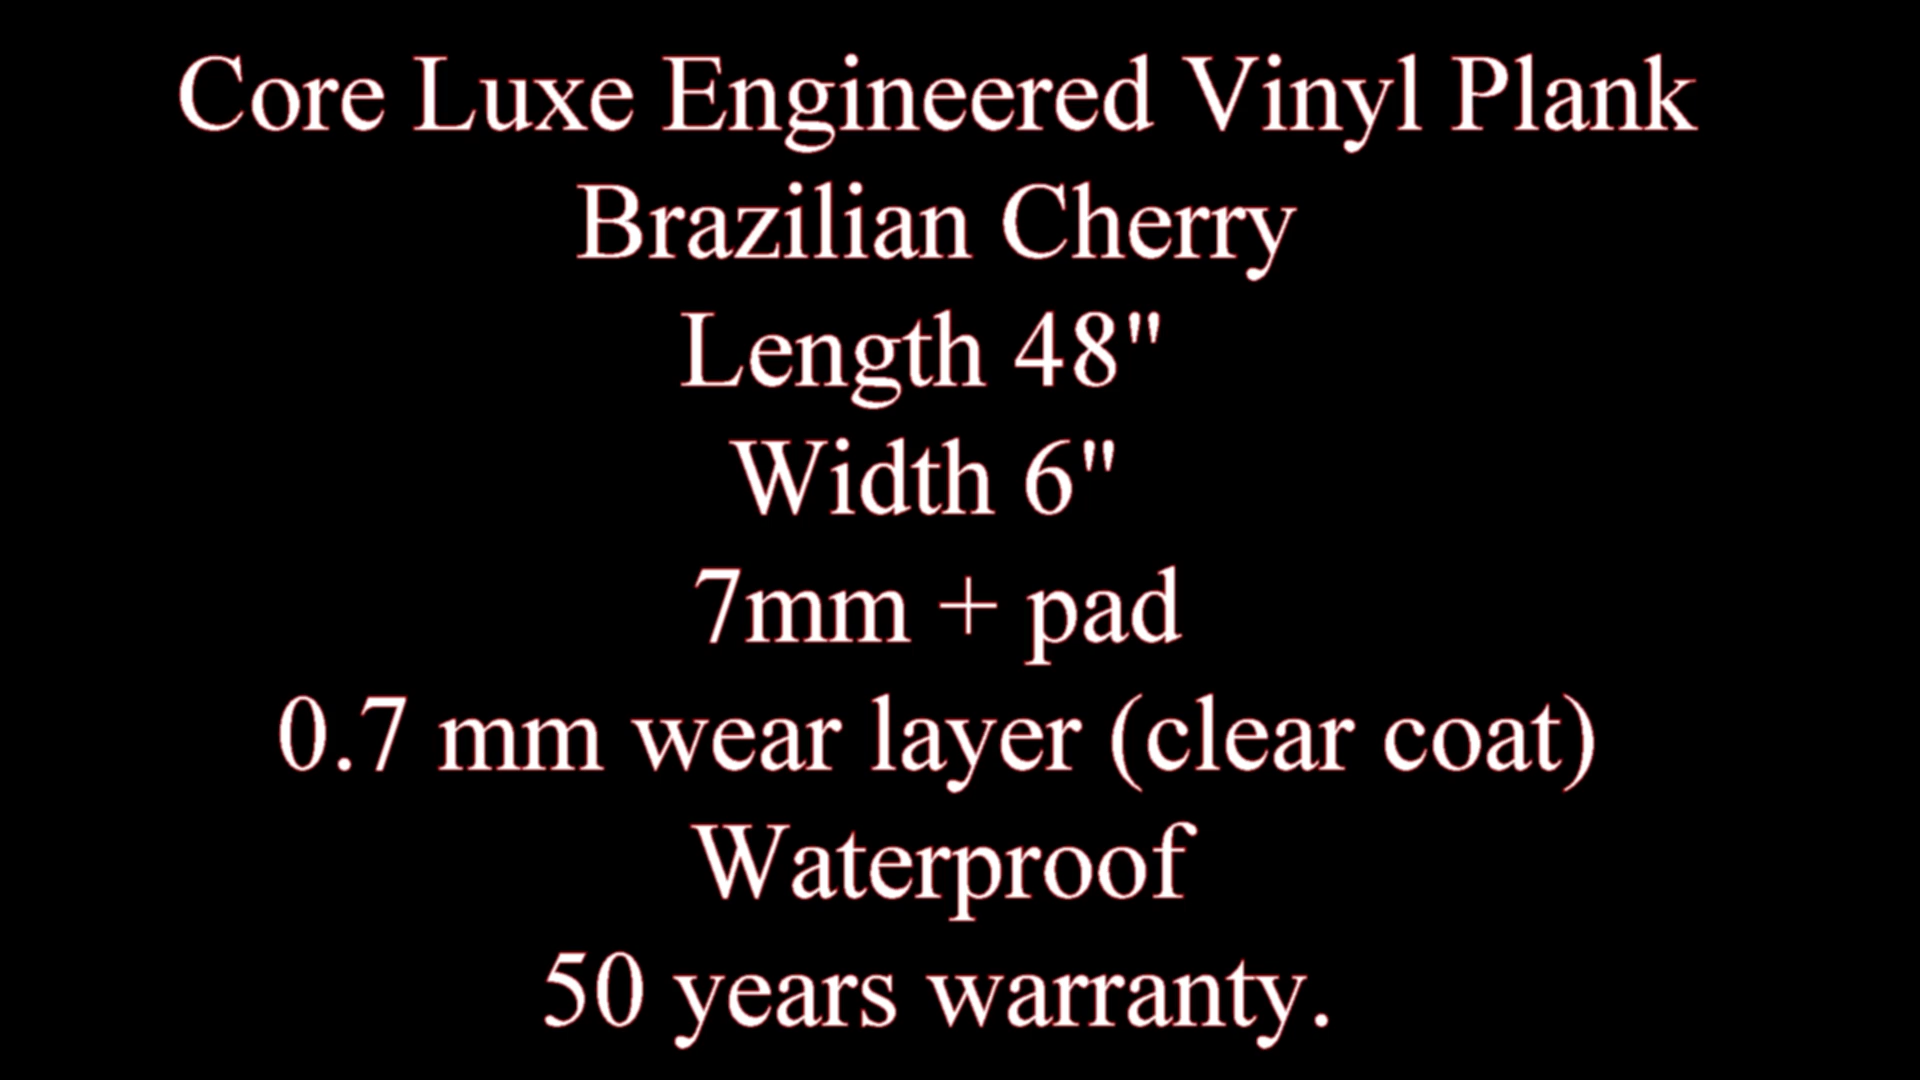 Core Luxe Engineered Vinyl Plank
Brazilian Cherry
Length 48"
Width 6"
7mm + pad
0.7 mm wear layer (clear coat)
Waterproof
50 years warranty.